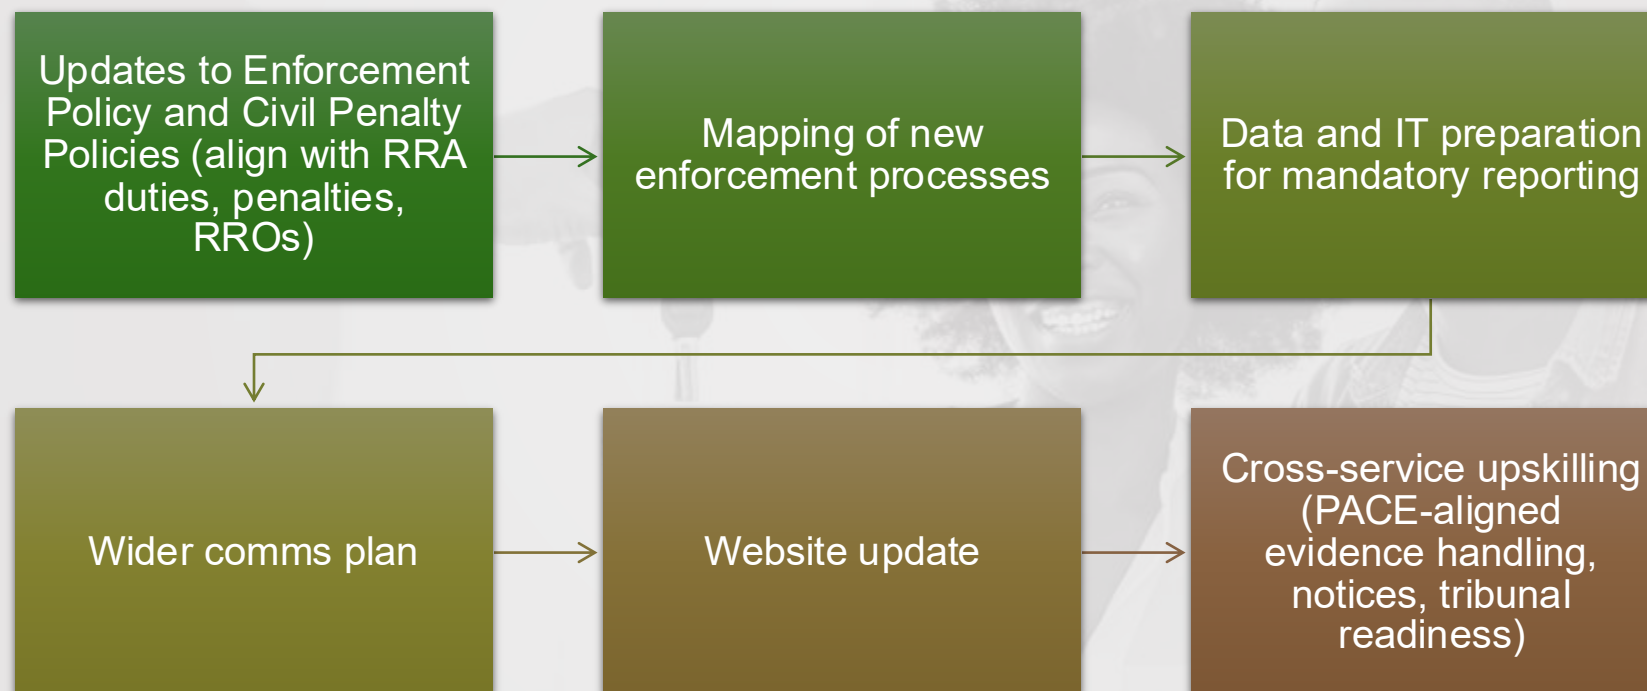 Updates to Enforcement
Policy and Civil Penalty
Policies (align with RRA
duties, penalties,
RROs)
Mapping of new
enforcement processes
Data and IT preparation
for mandatory reporting
Wider comms plan
Website update
Cross-service upskilling
(PACE-aligned
evidence handling,
notices, tribunal
readiness)